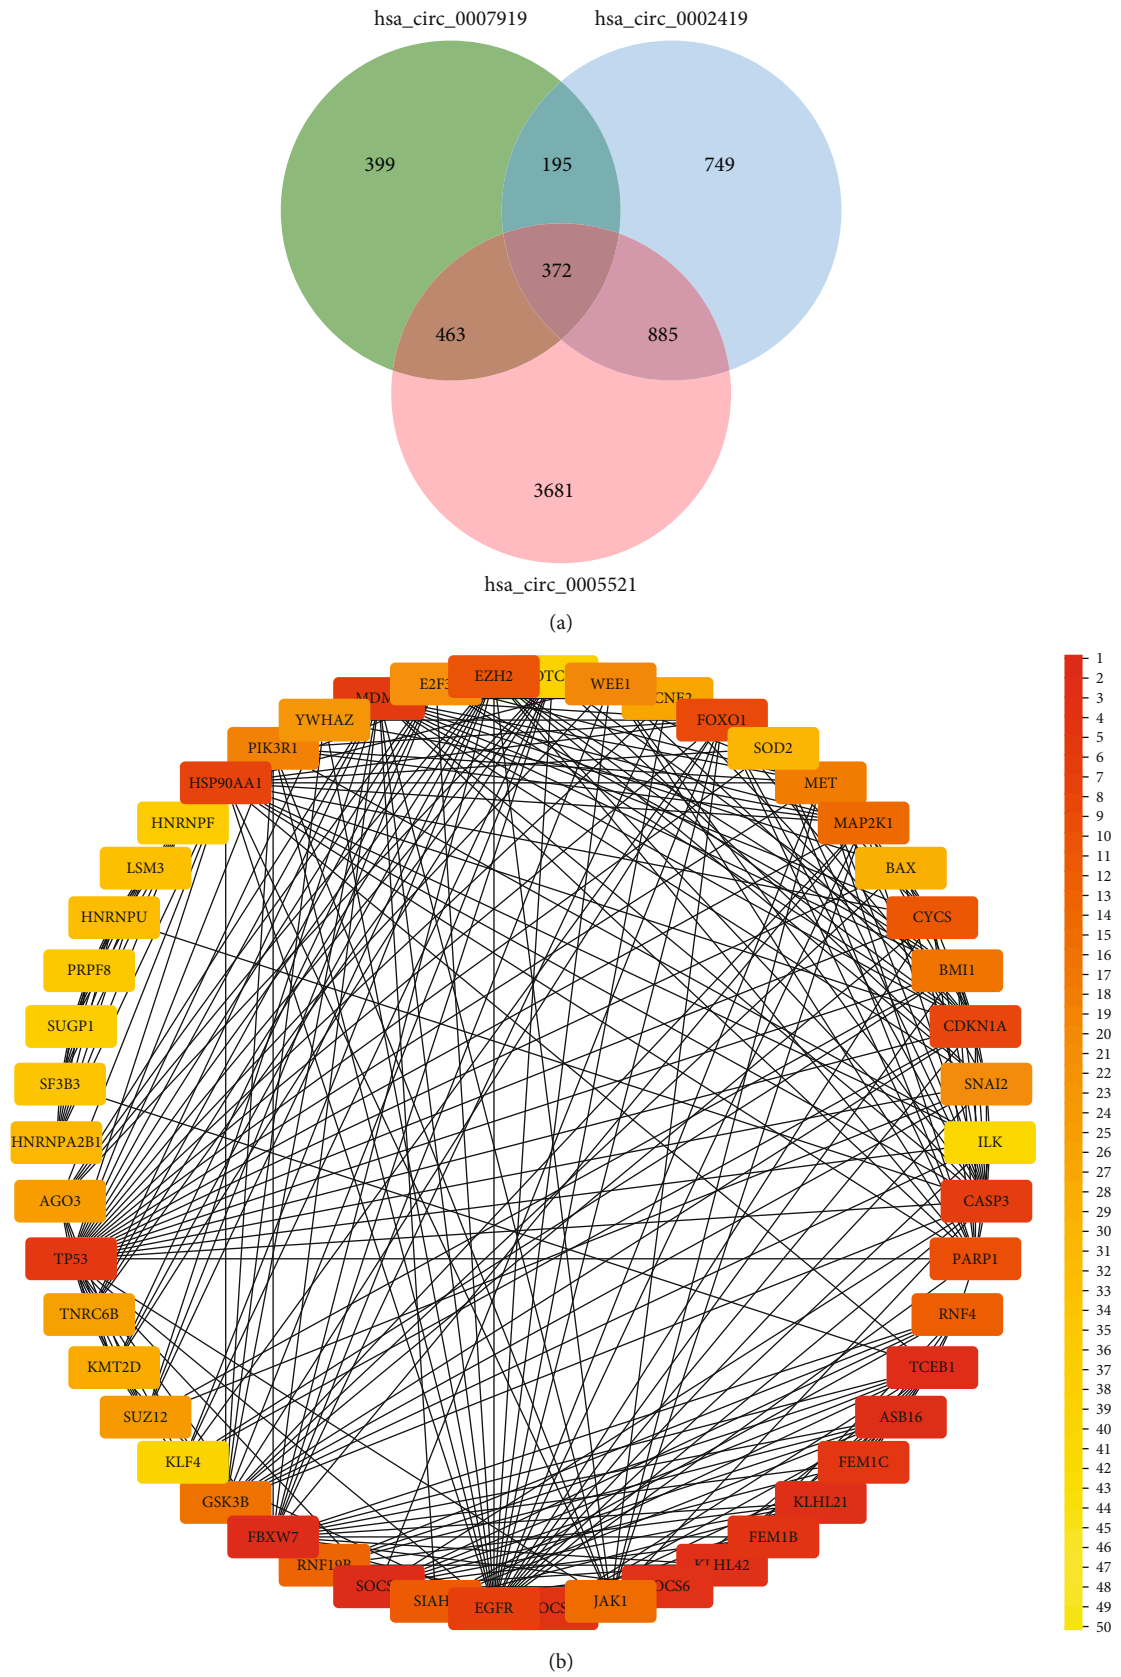 hsa_circ_0007919
hsa_circ_0002419
399
195
749
372
463
885
3681
hsa_circ_0005521
(a)
EZH2
E2F3
WEE1
YWHAZ
FOXO1
PIK3R1
SOD2
HSP90AA1
MET
HNRNPF
MAP2K1
LSM3
BAX
HNRNPU
CYCS
PRPF8
BMI1
SUGP1
CDKN1A
SF3B3
SNAI2
HNRNPA2B1
ILK
AGO3
CASP3
TP53
PARP1
TNRC6B
RNF4
KMT2D
TCEB1
SUZ12
ASB16
KLF4
FEM1C
GSK3B
KLHL21
FBXW7
FEM1B
RNF19B
KLHL42
SIAH
EGFR
JAK1
1
2
3
4
5
6
7
8
9
10
11
12
13
14
15
16
17
18
19
20
21
22
23
24
25
26
27
28
29
30
31
32
33
34
35
36
37
38
39
40
41
42
43
44
45
46
47
48
49
50
(b)